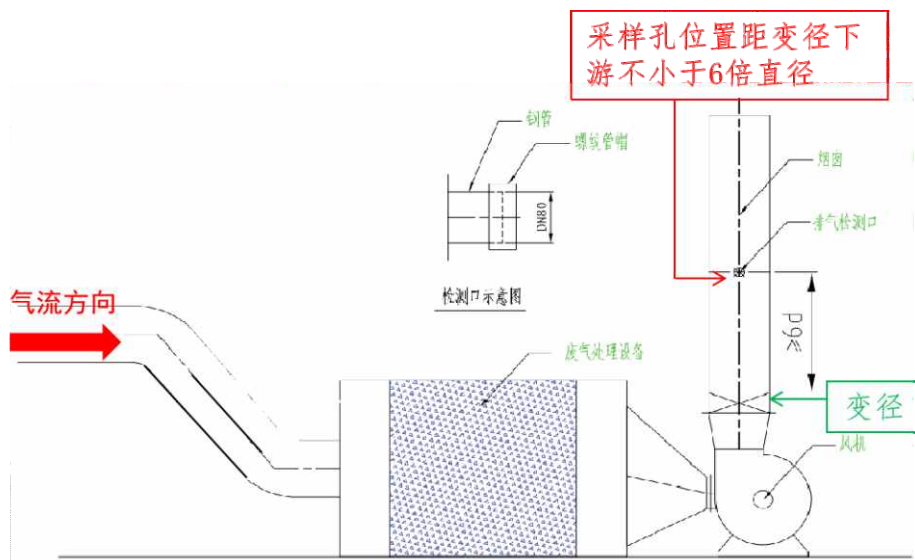 采样孔位置距变径下
游不小于6倍直径
钢管
螺纹管帽
烟囱
DN80
排气检测口
检测口示意图
气流方向
≥6d
废气处理设备
变径
风机